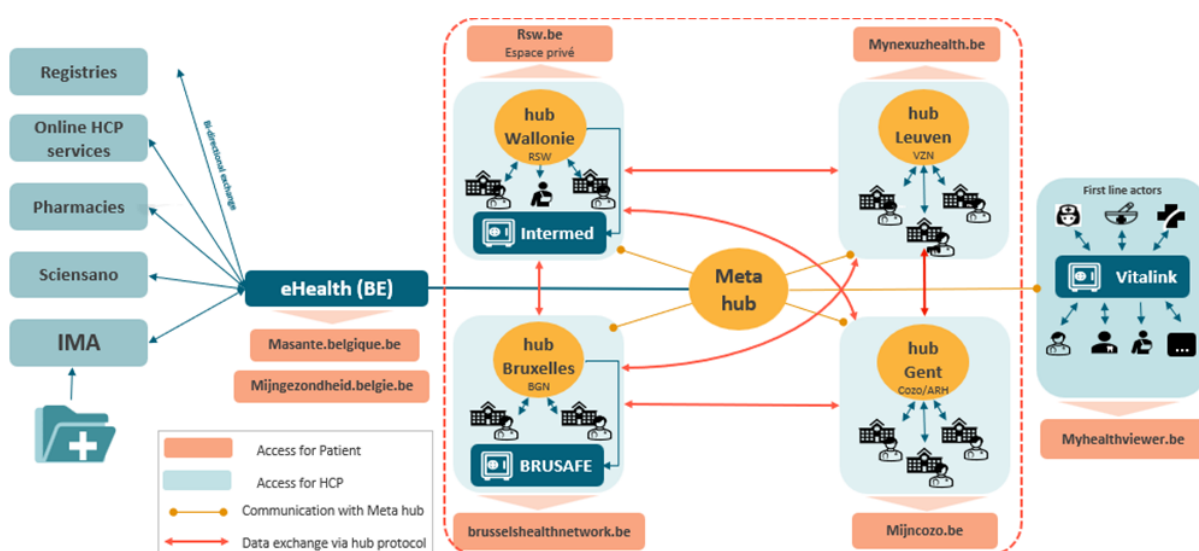 Registries
Online HCP
services
Pharmacies
Sciensano
IMA
Bi-directional exchange
eHealth (BE)
Masante.belgique.be
Mijngezondheid.belgie.be
Rsw.be
Espace privé
hub
Wallonie
RSW
Intermed
hub
Bruxelles
BGN
BRUSAFE
brusselshealthnetwork.be
Meta
hub
Mynexuzhealth.be
hub
Leuven
VZN
hub
Gent
Cozo/ARH
Mijncozo.be
First line actors
Vitalink
...
Myhealthviewer.be
Access for Patient
Access for HCP
Communication with Meta hub
Data exchange via hub protocol